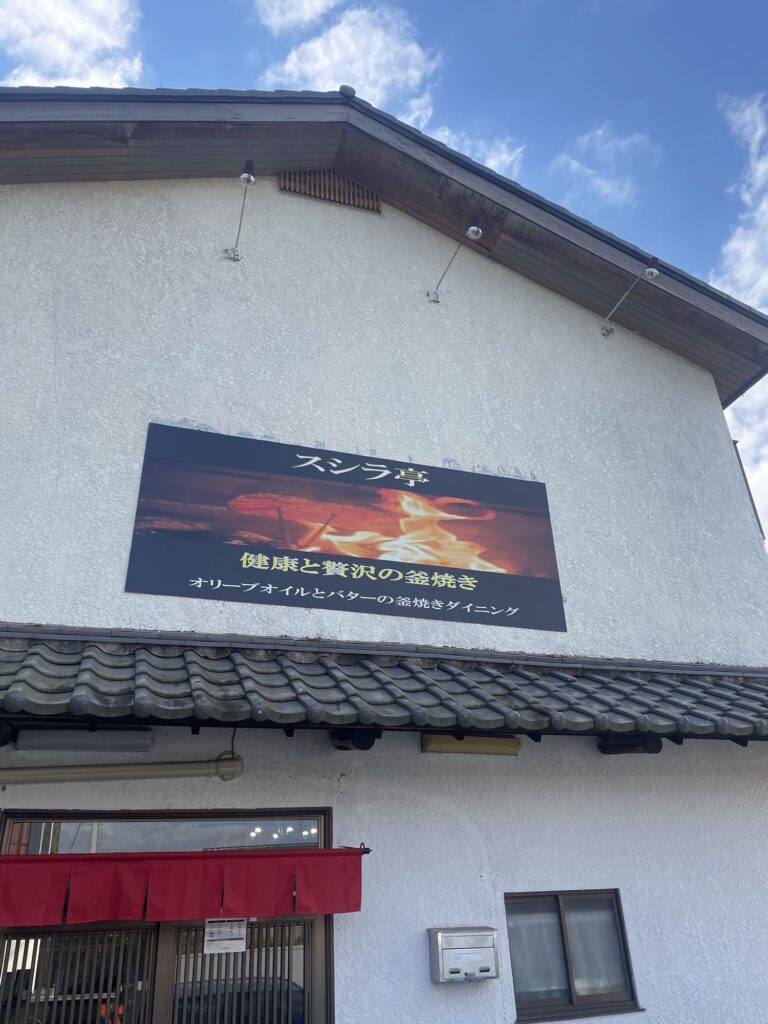 スシラ亭
健康と贅沢の釜焼き
オリーブオイルとバターの釜焼きダイニング